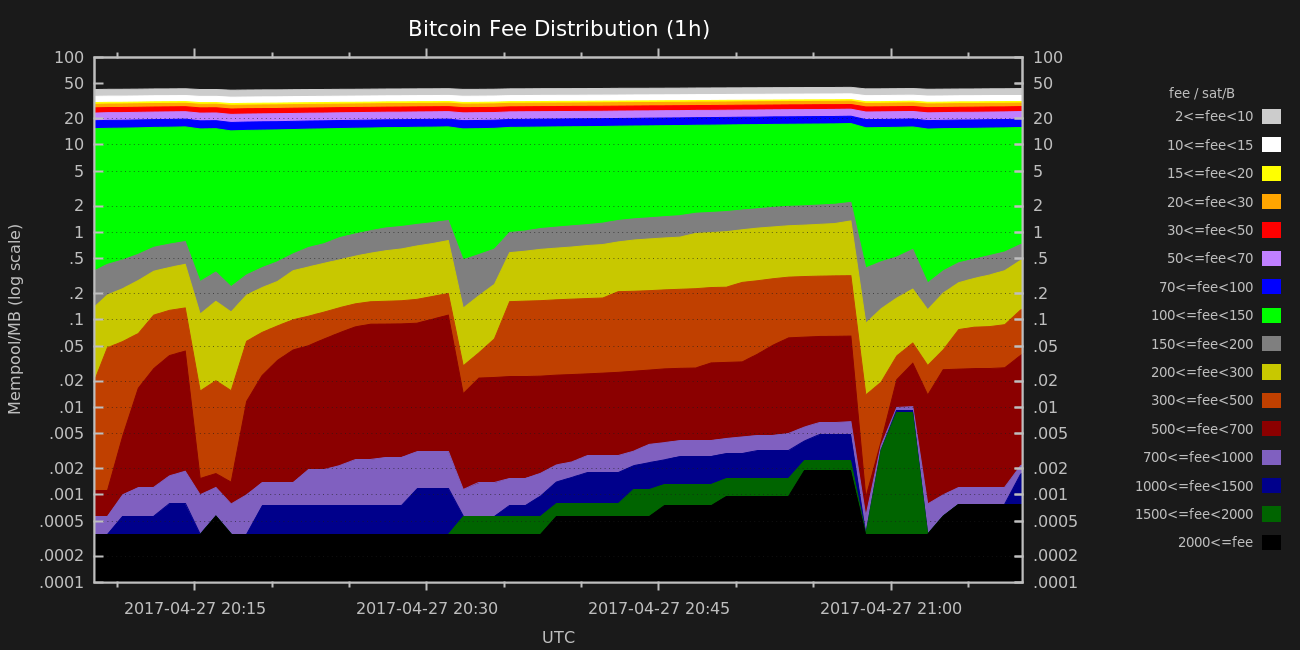 Bitcoin Fee Distribution (1h)
Mempool/MB (log scale)
100
50
20
10
5
2
1
.5
.2
.1
.05
.02
.01
.005
.002
.001
.0005
.0002
.0001
100
50
20
10
5
2
1
.5
.2
.1
.05
.02
.01
.005
.002
.001
.0005
.0002
.0001
fee / sat/B
2<=fee<10
10<=fee<15
15<=fee<20
20<=fee<30
30<=fee<50
50<=fee<70
70<=fee<100
100<=fee<150
150<=fee<200
200<=fee<300
300<=fee<500
500<=fee<700
700<=fee<1000
1000<=fee<1500
1500<=fee<2000
2000<=fee
2017-04-27 20:15 2017-04-27 20:30 2017-04-27 20:45 2017-04-27 21:00
UTC